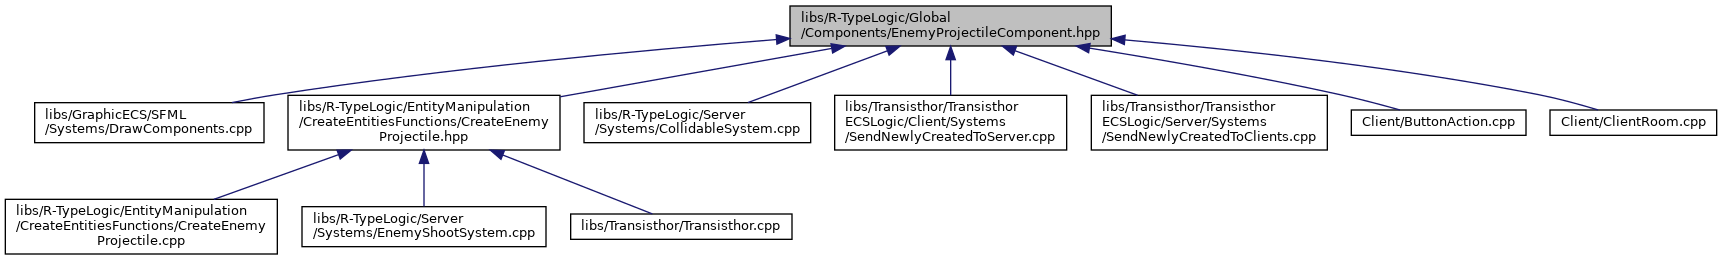 libs/R-TypeLogic/Global
/Components/EnemyProjectileComponent.hpp
libs/GraphicECS/SFML
/Systems/DrawComponents.cpp
libs/R-TypeLogic/EntityManipulation
/CreateEntitiesFunctions/CreateEnemy
Projectile.hpp
libs/R-TypeLogic/Server
/Systems/CollidableSystem.cpp
libs/Transisthor/Transisthor
ECSLogic/Client/Systems
/SendNewlyCreatedToServer.cpp
libs/Transisthor/Transisthor
ECSLogic/Server/Systems
/SendNewlyCreatedToClients.cpp
Client/ButtonAction.cpp
Client/ClientRoom.cpp
libs/R-TypeLogic/EntityManipulation
/CreateEntitiesFunctions/CreateEnemy
Projectile.cpp
libs/R-TypeLogic/Server
/Systems/EnemyShootSystem.cpp
libs/Transisthor/Transisthor.cpp